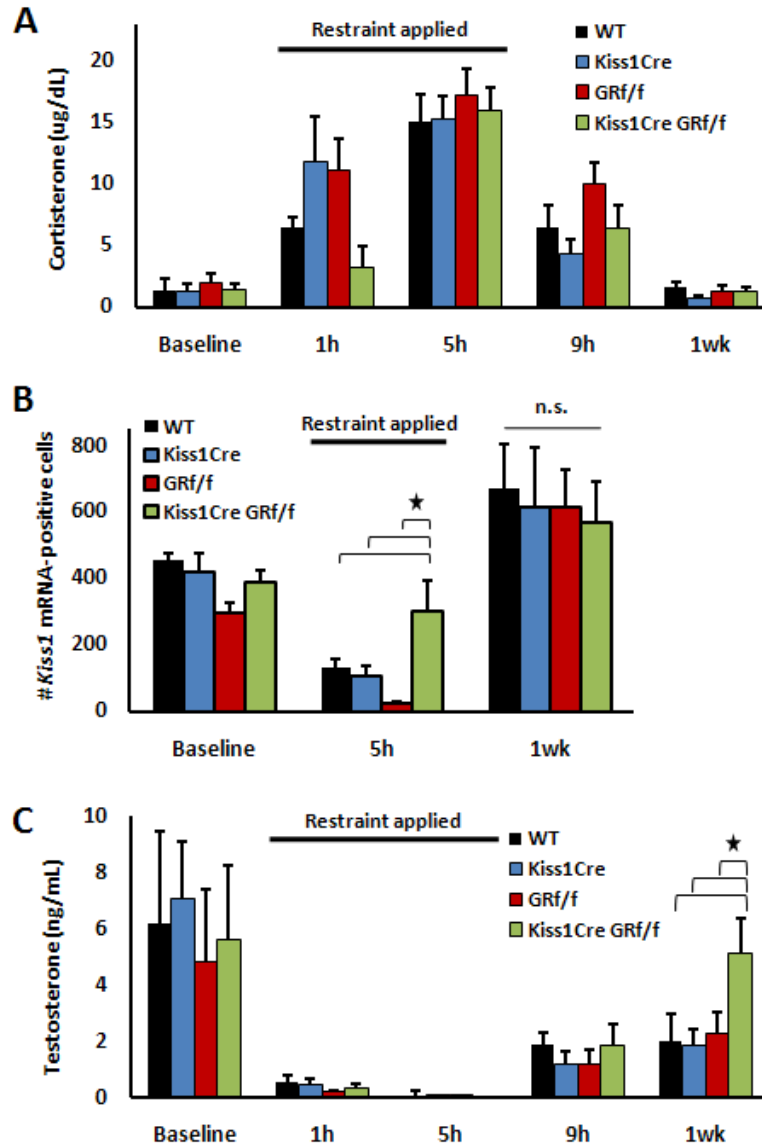 A
Restraint applied
WT
Kiss1Cre
GRf/f
Kiss1Cre GRf/f
Cortisterone (ug/dL)
20
15
10
5
0
Baseline 1h 5h 9h 1wk
B
WT
Kiss1Cre
GRf/f
Kiss1Cre GRf/f
Restraint applied
n.s.
★
#Kiss1 mRNA-positive cells
800
600
400
200
0
Baseline 5h 1wk
C
Restraint applied
WT
Kiss1Cre
GRf/f
Kiss1Cre GRf/f
★
Testosterone (ng/mL)
10
8
6
4
2
0
Baseline 1h 5h 9h 1wk